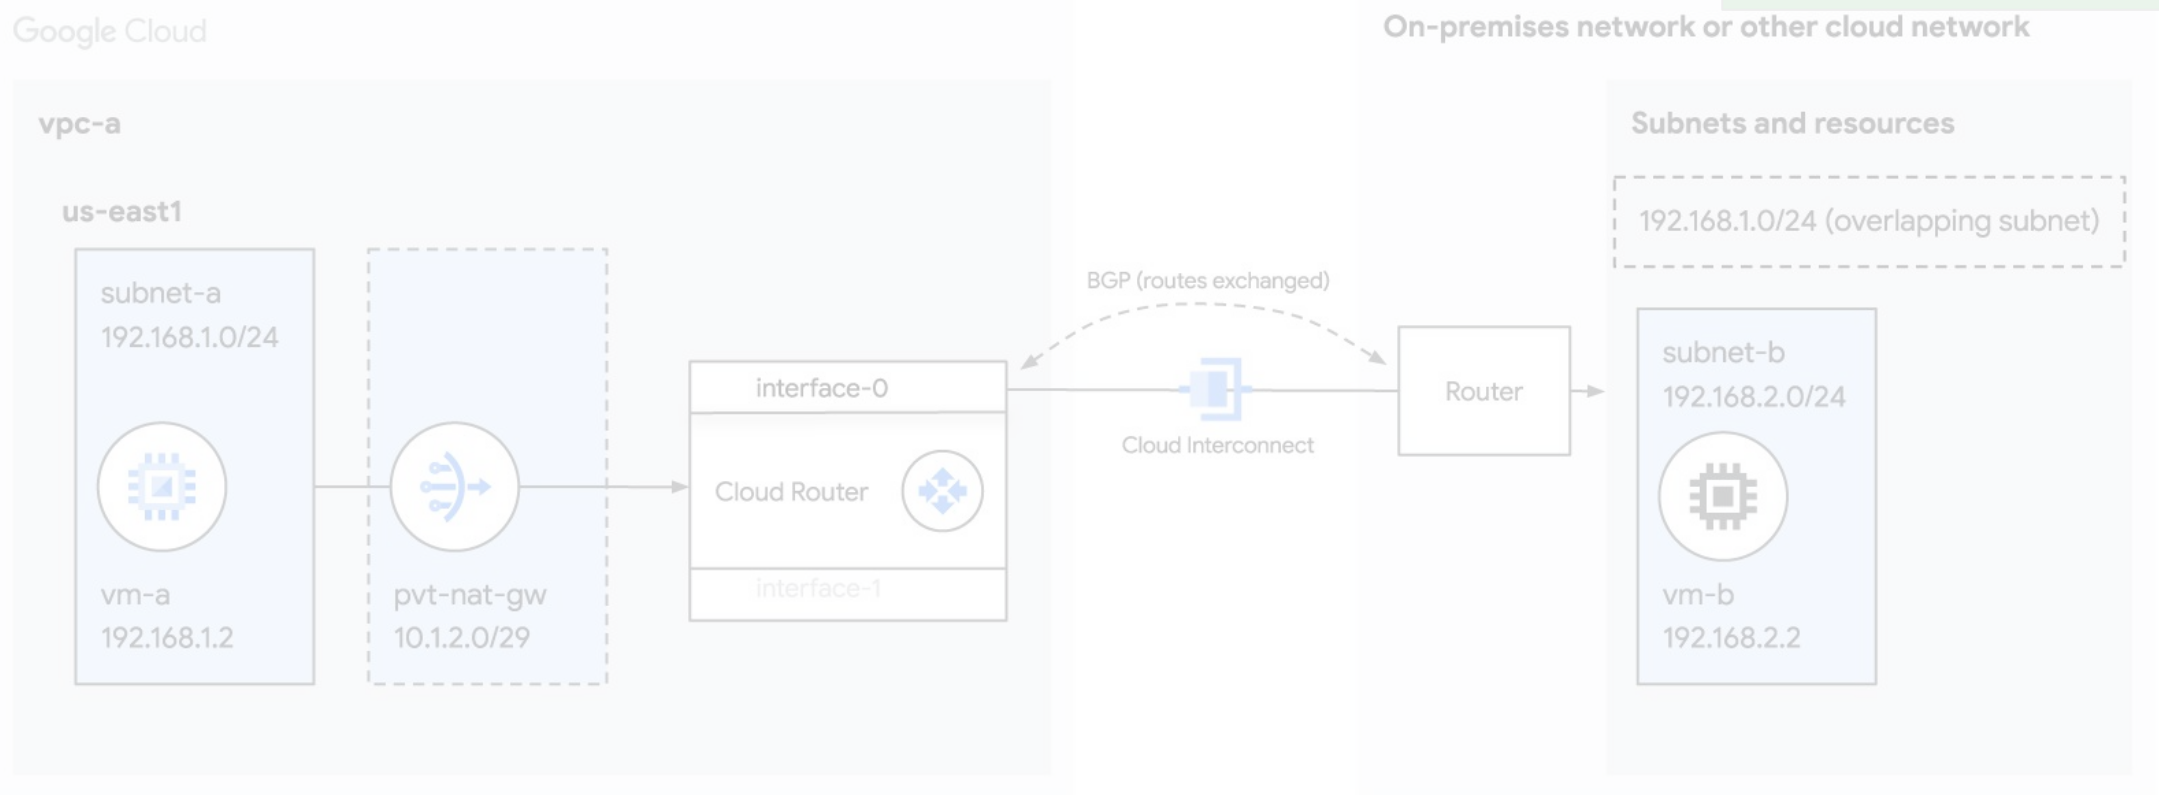 Google Cloud
On-premises network or other cloud network
vpc-a
Subnets and resources
us-east1
192.168.1.0/24 (overlapping subnet)
subnet-a
192.168.1.0/24
BGP (routes exchanged)
interface-0
Cloud Router
interface-1
Cloud Interconnect
Router
subnet-b
192.168.2.0/24
vm-a
192.168.1.2
pvt-nat-gw
10.1.2.0/29
vm-b
192.168.2.2